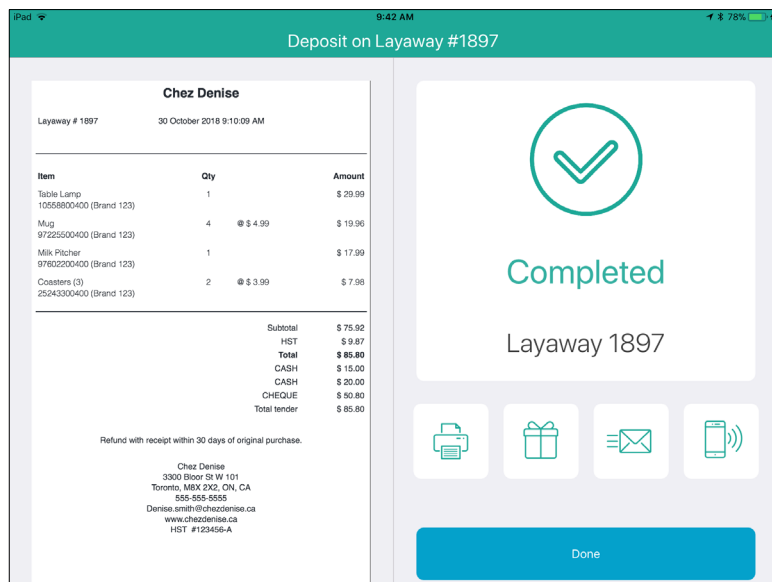 iPad 9:42 AM 78%
Deposit on Layaway #1897
Chez Denise
Layaway # 1897 30 October 2018 9:10:09 AM
Item Qty Amount
Table Lamp 1 $ 29.99
10558800400 (Brand 123)
Mug 4 @ $ 4.99 $ 19.96
97225500400 (Brand 123)
Milk Pitcher 1 $ 17.99
97602200400 (Brand 123)
Coasters (3) 2 @ $ 3.99 $ 7.98
25243300400 (Brand 123)
Subtotal $ 75.92
HST $ 9.87
Total $ 85.80
CASH $ 15.00
CASH $ 20.00
CHEQUE $ 50.80
Total tender $ 85.80
Refund with receipt within 30 days of original purchase.
Chez Denise
3300 Bloor St W 101
Toronto, M8X 2X2, ON, CA
555-555-5555
Denise.smith@chezdenise.ca
www.chezdenise.ca
HST #123456-A
Completed
Layaway 1897
Done